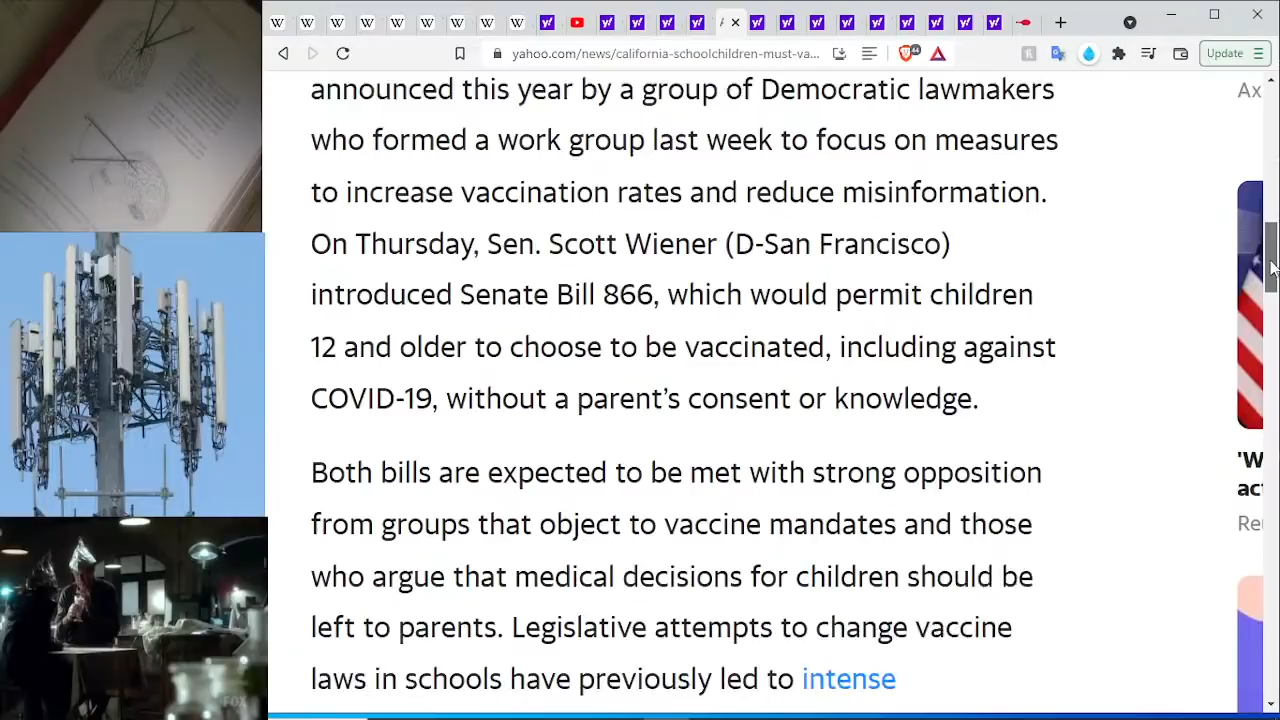 yahoo.com/news/california-schoolchildren-must-va...
44
Update
announced this year by a group of Democratic lawmakers
who formed a work group last week to focus on measures
to increase vaccination rates and reduce misinformation.
On Thursday, Sen. Scott Wiener (D-San Francisco)
introduced Senate Bill 866, which would permit children
12 and older to choose to be vaccinated, including against
COVID-19, without a parent’s consent or knowledge.
Both bills are expected to be met with strong opposition
from groups that object to vaccine mandates and those
who argue that medical decisions for children should be
left to parents. Legislative attempts to change vaccine
laws in schools have previously led to intense
Ax
'W
act
Reu
FOX